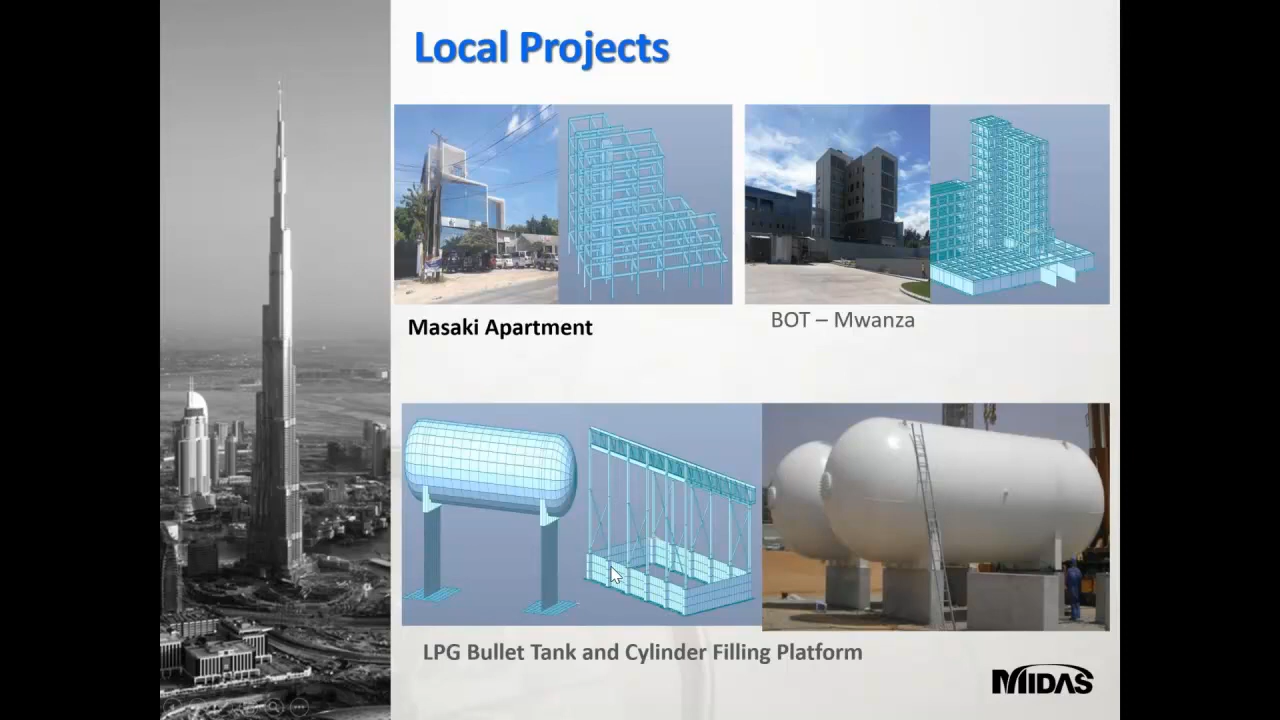 Local Projects
Masaki Apartment
BOT – Mwanza
LPG Bullet Tank and Cylinder Filling Platform
MIDAS